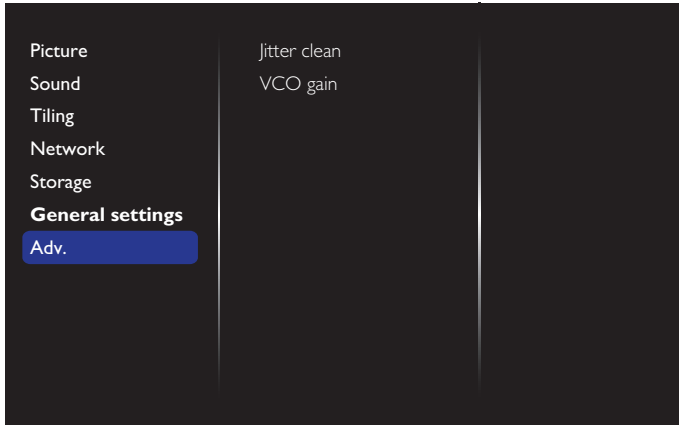 Picture
Sound
Tiling
Network
Storage
General settings
Adv.
Jitter clean
VCO gain